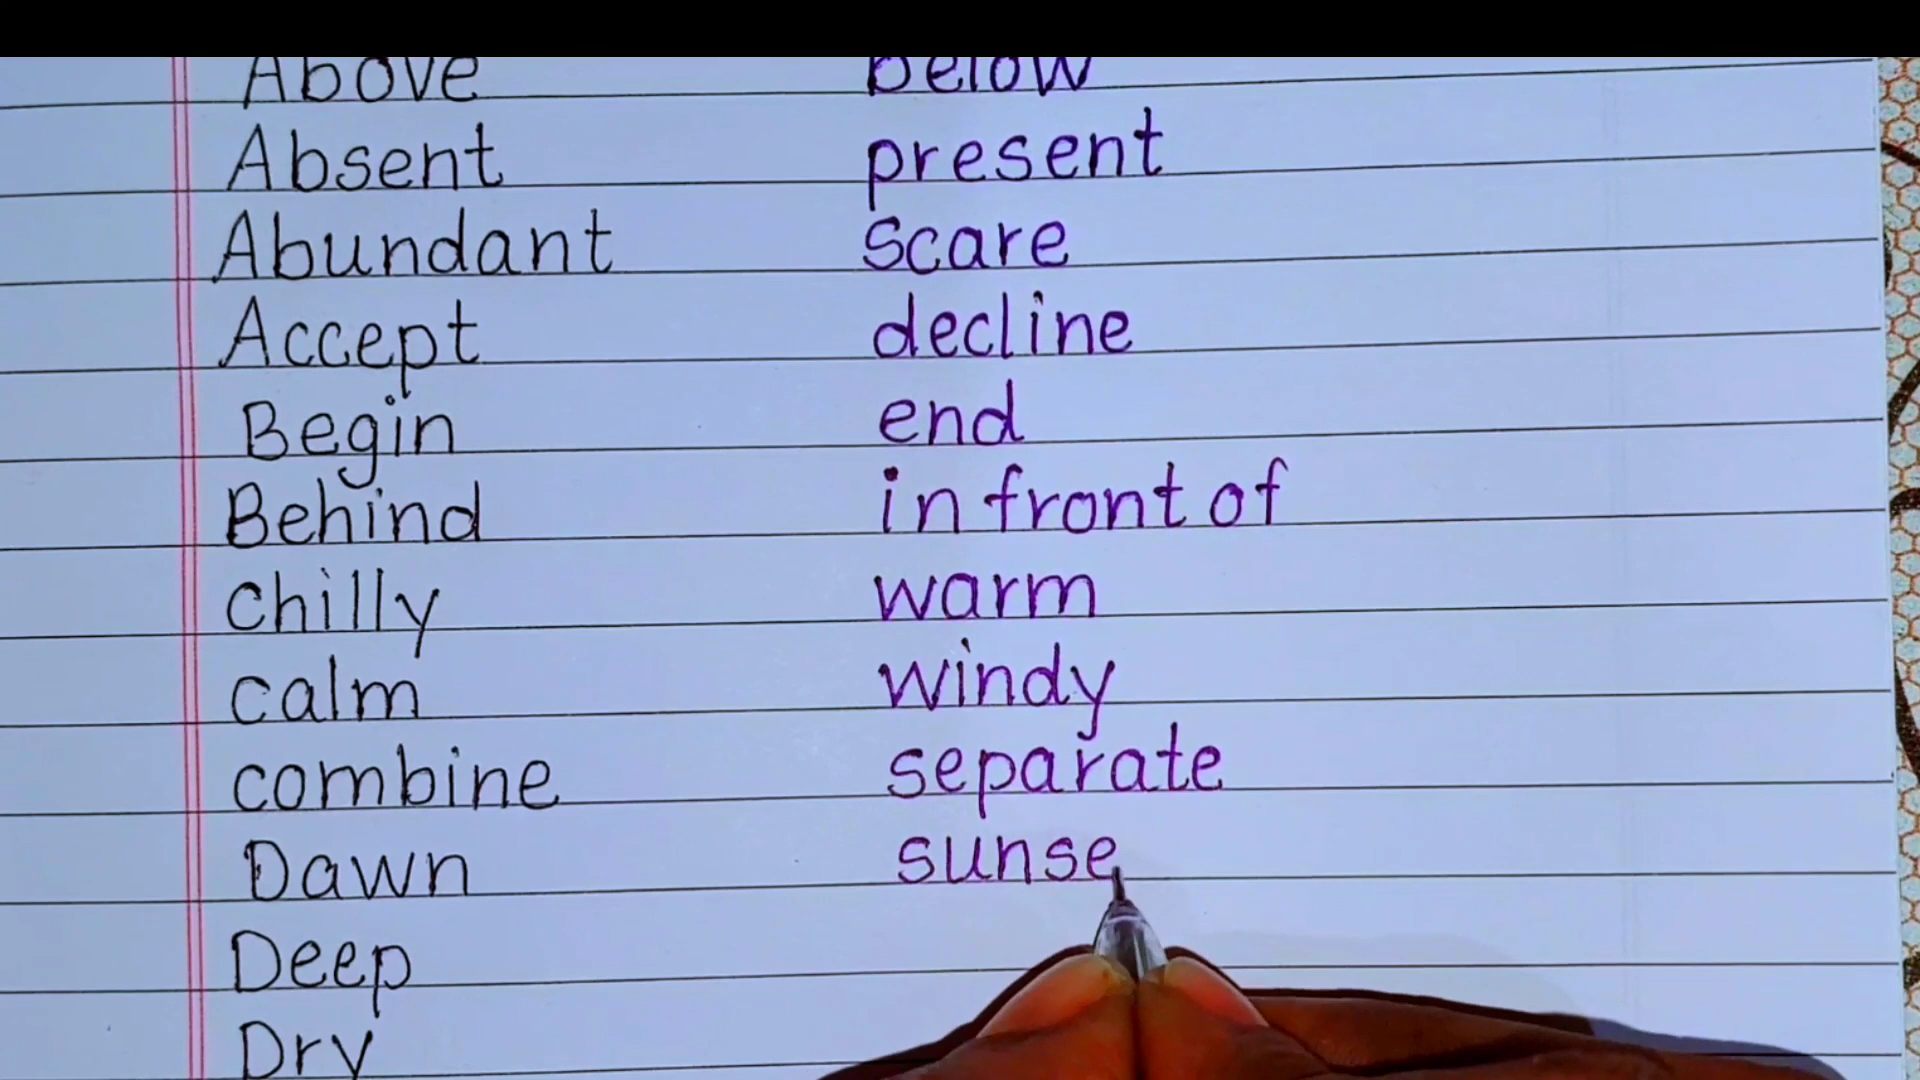 Above below
Absent present
Abundant scare
Accept decline
Begin end
Behind in front of
chilly warm
calm windy
combine separate
Dawn sunse
Deep
Dry